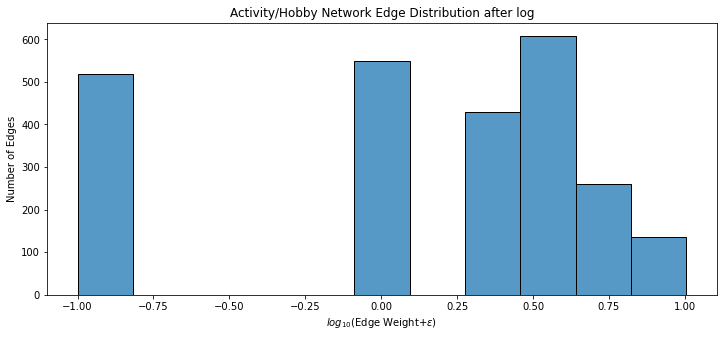 Activity/Hobby Network Edge Distribution after log
Number of Edges
600
500
400
300
200
100
0
−1.00 −0.75 −0.50 −0.25 0.00 0.25 0.50 0.75 1.00
log₁₀(Edge Weight+ε)